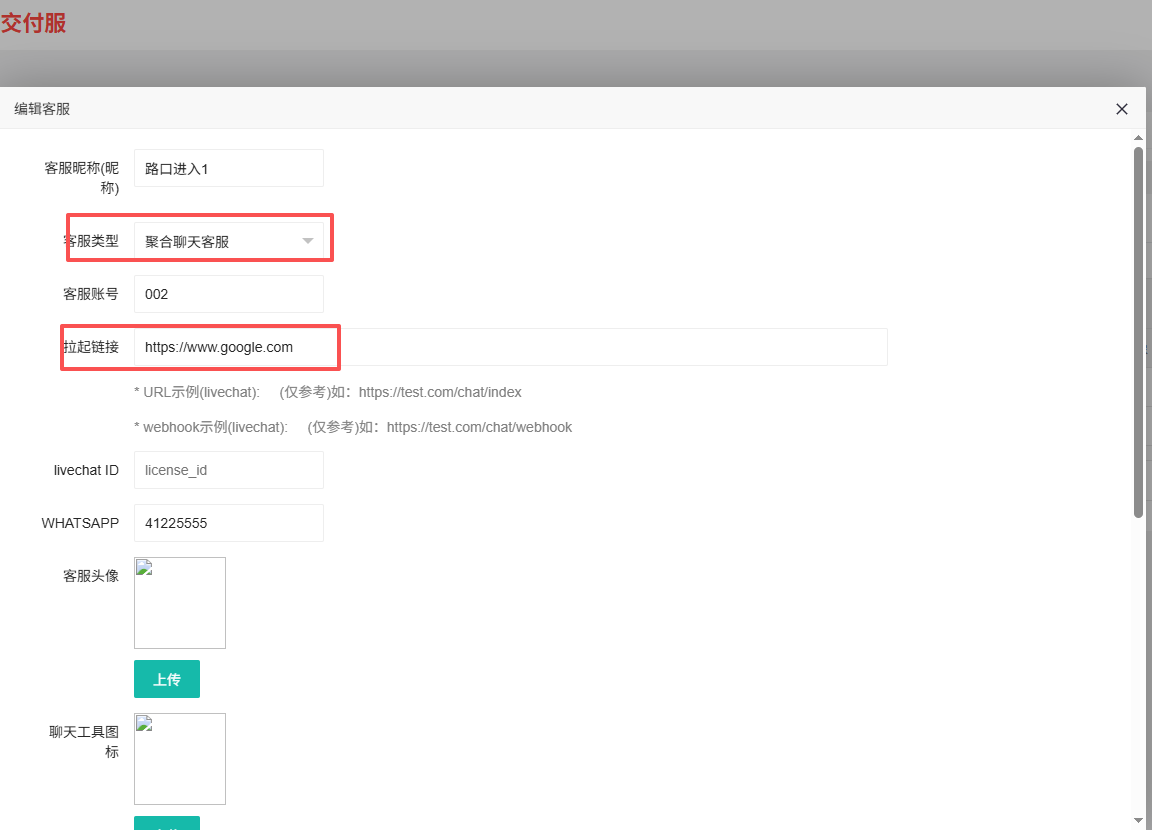 交付服
编辑客服
客服昵称(昵
称)
路口进入1
客服类型
聚合聊天客服
客服账号
002
拉起链接
https://www.google.com
* URL示例(livechat): (仅参考)如：https://test.com/chat/index
* webhook示例(livechat): (仅参考)如：https://test.com/chat/webhook
livechat ID
license_id
WHATSAPP
41225555
客服头像
上传
聊天工具图
标